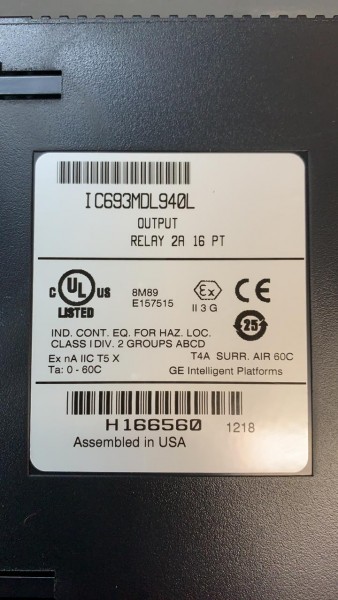 IC693MDL940L
OUTPUT
RELAY 2A 16 PT
C UL US
LISTED
8M89
E157515
Ex
II 3 G
CE
25
IND. CONT. EQ. FOR HAZ. LOC.
CLASS I DIV. 2 GROUPS ABCD
Ex nA IIC T5 X
Ta: 0 - 60C
T4A SURR. AIR 60C
GE Intelligent Platforms
H166560
1218
Assembled in USA